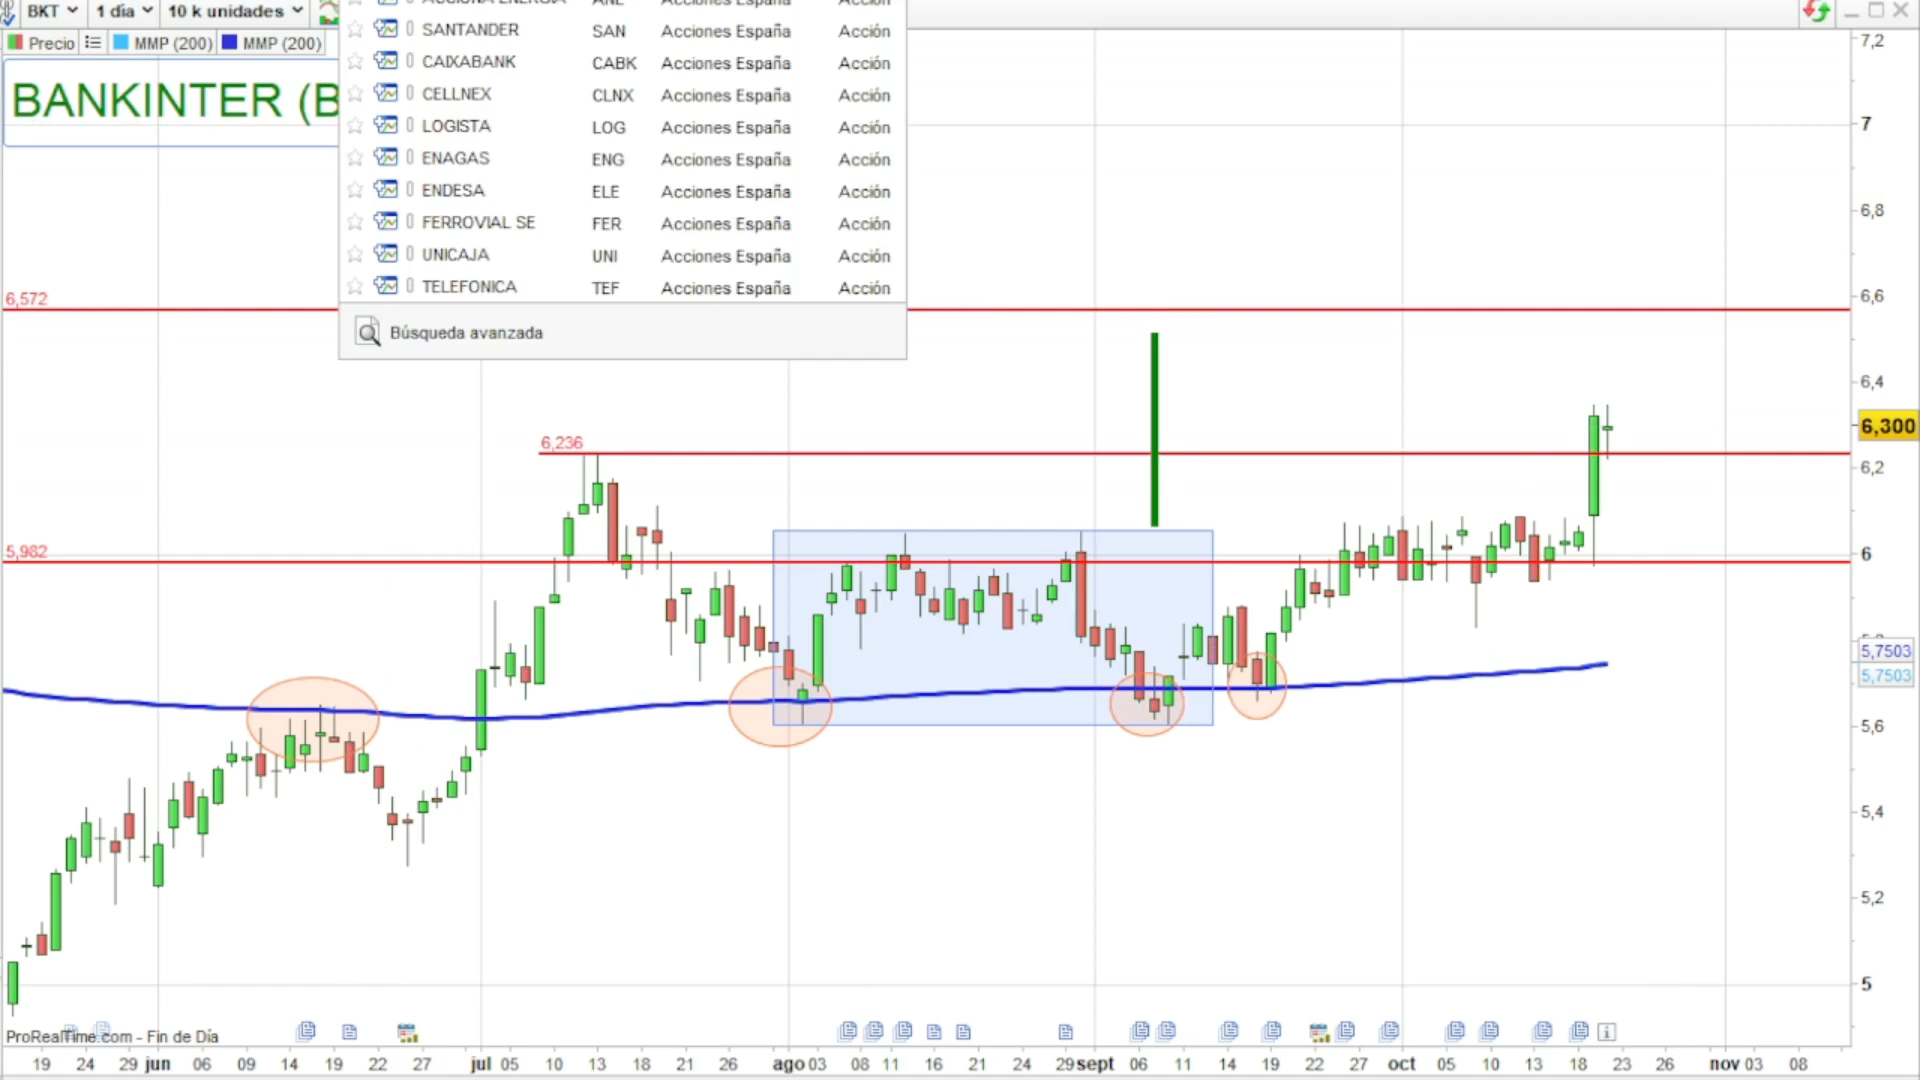 BKT 1 día 10 k unidades
Precio MMP (200) MMP (200)
BANKINTER (B
ACCIONA ENERGIA ANE Acciones España Acción
SANTANDER SAN Acciones España Acción
CAIXABANK CABK Acciones España Acción
CELLNEX CLNX Acciones España Acción
LOGISTA LOG Acciones España Acción
ENAGAS ENG Acciones España Acción
ENDESA ELE Acciones España Acción
FERROVIAL SE FER Acciones España Acción
UNICAJA UNI Acciones España Acción
TELEFONICA TEF Acciones España Acción
Búsqueda avanzada
7,2
7
6,8
6,572
6,6
6,4
6,300
6,236
6,2
5,982
6
5,7503
5,7503
5,6
5,4
5,2
5
ProRealTime.com - Fin de Día
19 24 29 jun 06 09 14 19 22 27 jul 05 10 13 18 21 26 ago 03 08 11 16 21 24 29 sept 06 11 14 19 22 27 oct 05 10 13 18 23 26 nov 03 08